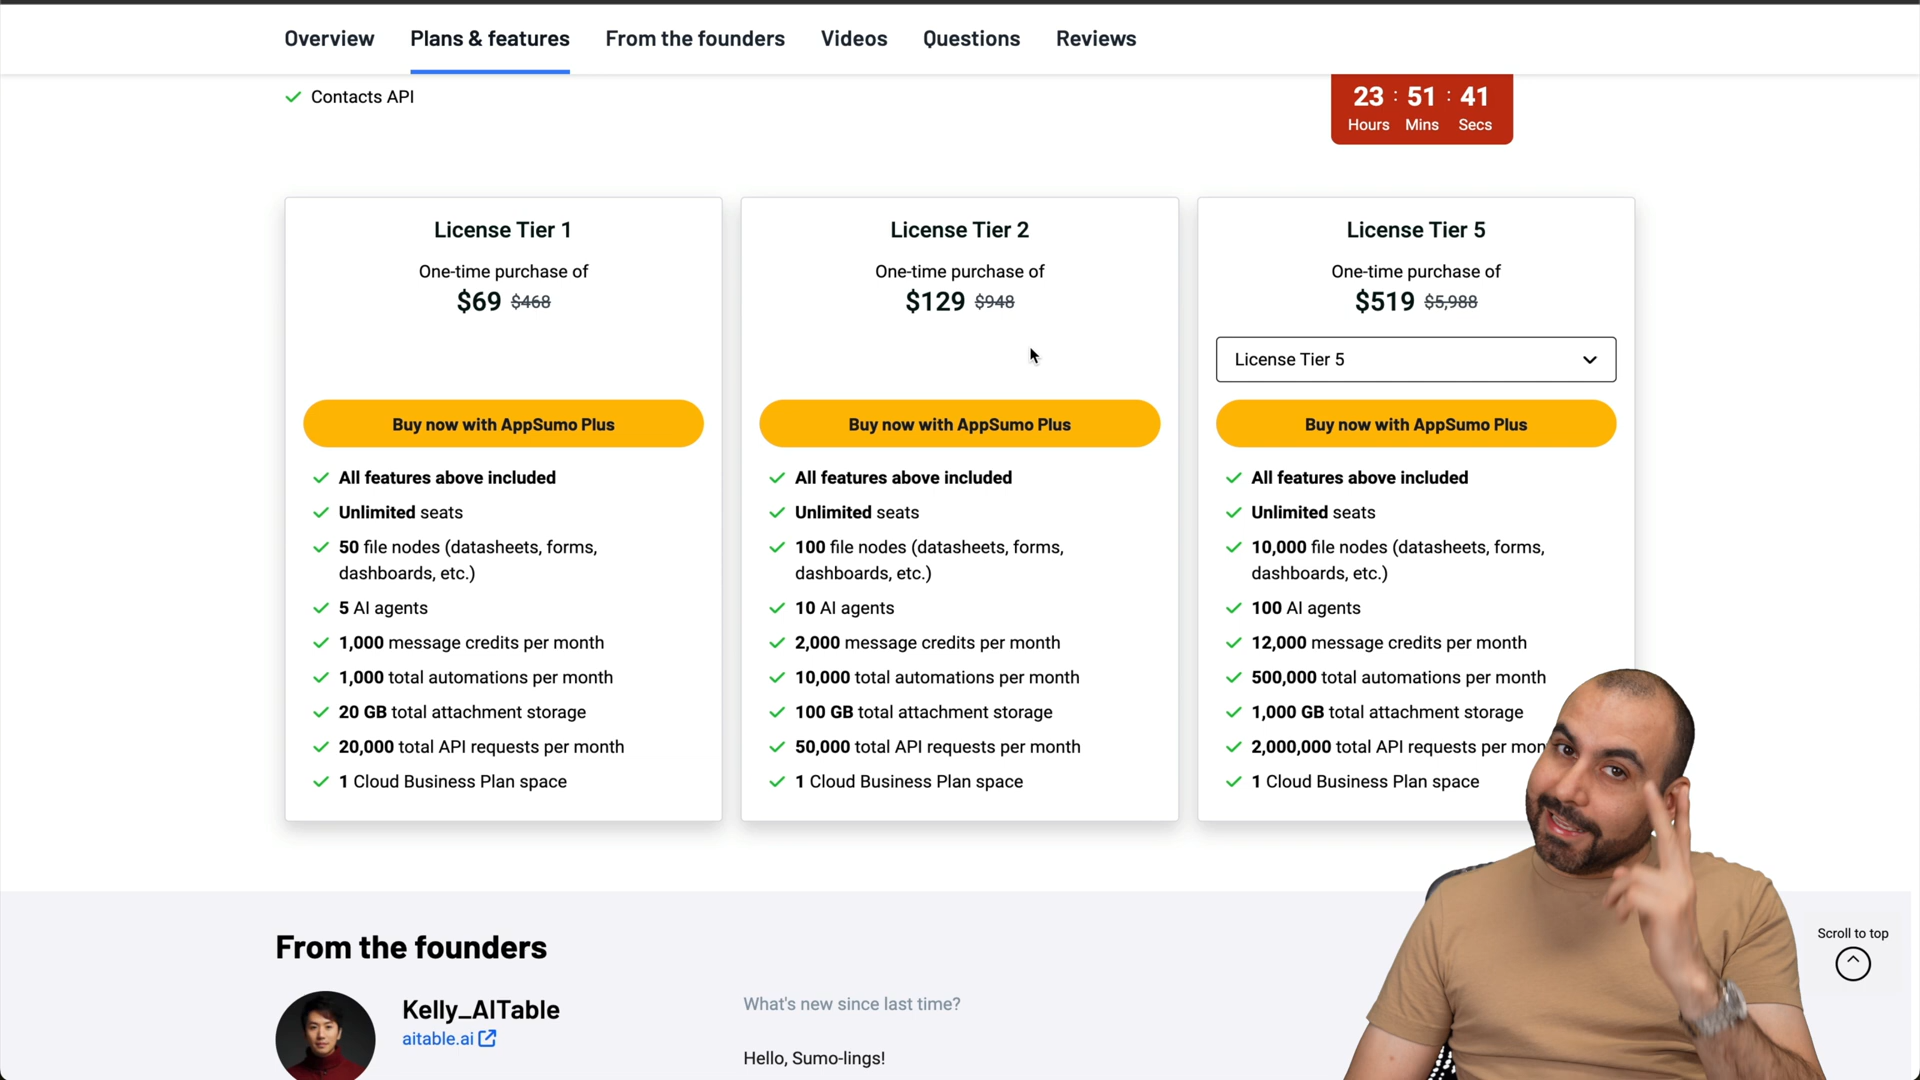 Overview Plans & features From the founders Videos Questions Reviews
Contacts API
23 : 51 : 41
Hours Mins Secs
License Tier 1
One-time purchase of
$69 $468
Buy now with AppSumo Plus
All features above included
Unlimited seats
50 file nodes (datasheets, forms,
dashboards, etc.)
5 AI agents
1,000 message credits per month
1,000 total automations per month
20 GB total attachment storage
20,000 total API requests per month
1 Cloud Business Plan space
License Tier 2
One-time purchase of
$129 $948
Buy now with AppSumo Plus
All features above included
Unlimited seats
100 file nodes (datasheets, forms,
dashboards, etc.)
10 AI agents
2,000 message credits per month
10,000 total automations per month
100 GB total attachment storage
50,000 total API requests per month
1 Cloud Business Plan space
License Tier 5
One-time purchase of
$519 $5,988
License Tier 5
Buy now with AppSumo Plus
All features above included
Unlimited seats
10,000 file nodes (datasheets, forms,
dashboards, etc.)
100 AI agents
12,000 message credits per month
500,000 total automations per month
1,000 GB total attachment storage
2,000,000 total API requests per mon
1 Cloud Business Plan space
From the founders
Kelly_AITable
aitable.ai
What's new since last time?
Hello, Sumo-lings!
Scroll to top